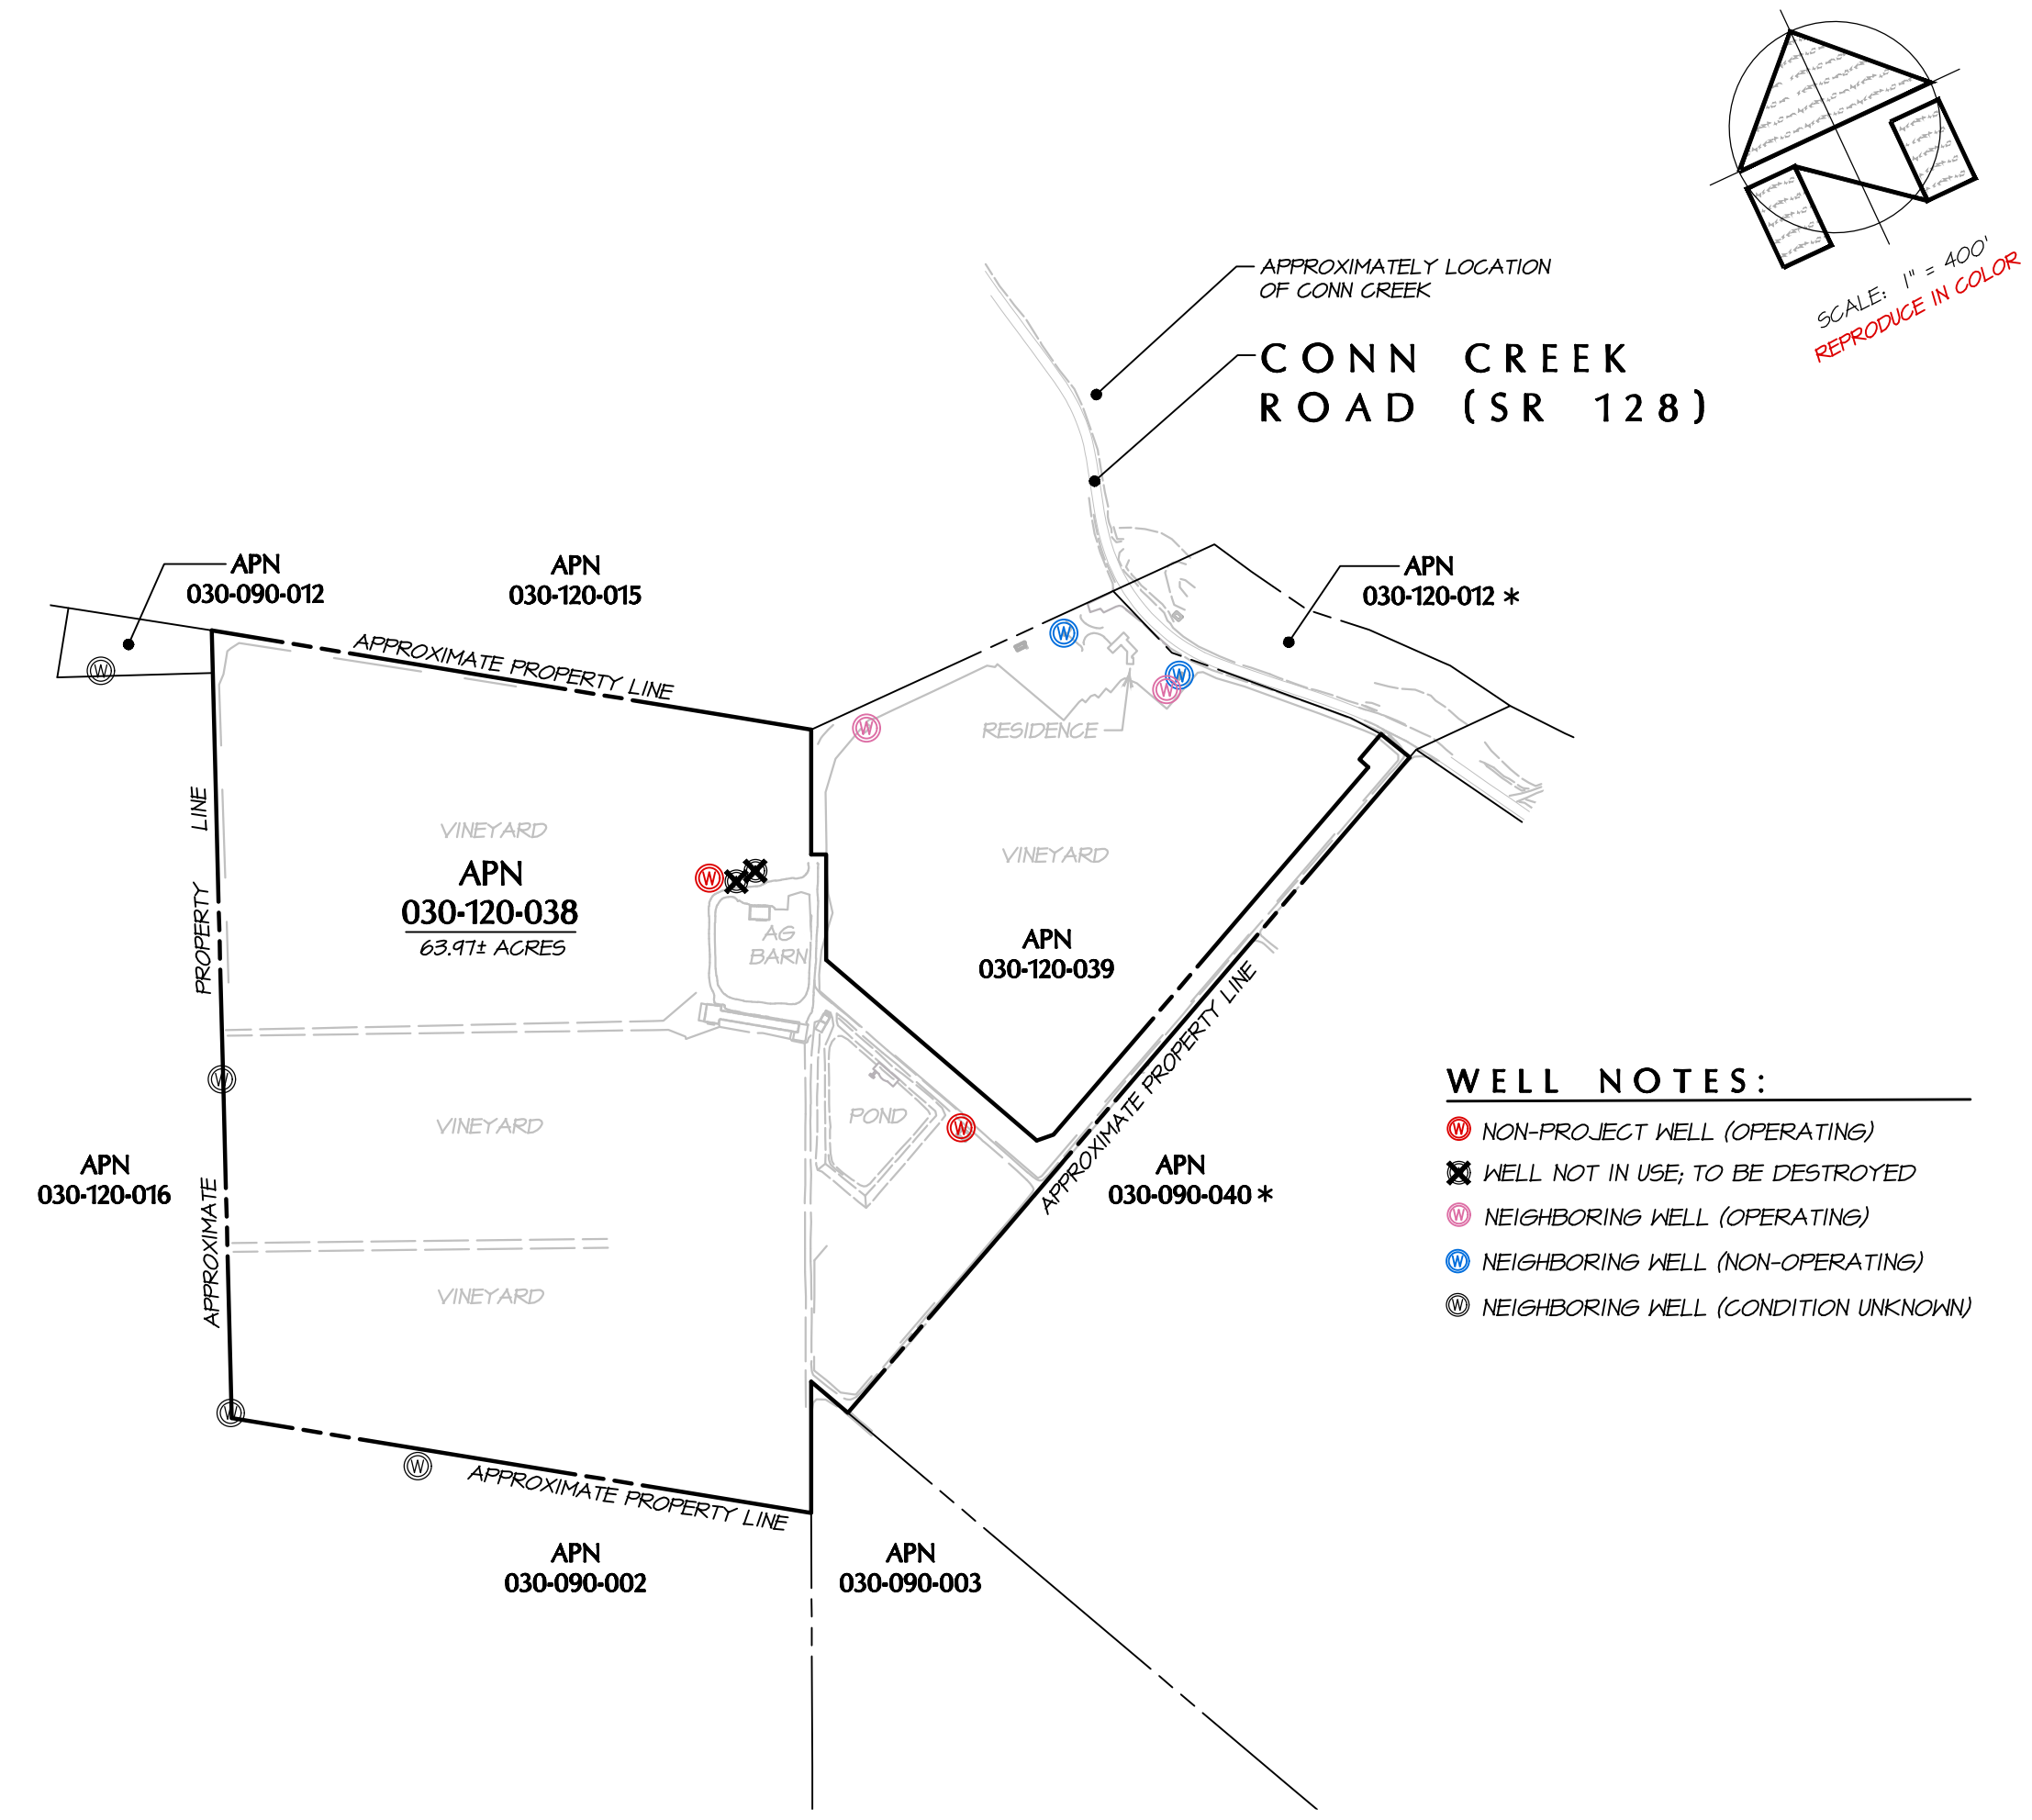 SCALE: 1" = 400'
REPRODUCE IN COLOR
APPROXIMATELY LOCATION
OF CONN CREEK
CONN CREEK
ROAD (SR 128)
APN
030-090-012
APN
030-120-015
APN
030-120-012 *
APPROXIMATE PROPERTY LINE
W
W
W
W
W
RESIDENCE
VINEYARD
APN
030-120-038
63.97± ACRES
W
AG
BARN
VINEYARD
APN
030-120-039
APPROXIMATE PROPERTY LINE
APPROXIMATE PROPERTY LINE
W
VINEYARD
POND
W
APN
030-120-016
APN
030-090-040 *
VINEYARD
W
W
APPROXIMATE PROPERTY LINE
APN
030-090-002
APN
030-090-003
WELL NOTES:
W NON-PROJECT WELL (OPERATING)
WELL NOT IN USE; TO BE DESTROYED
W NEIGHBORING WELL (OPERATING)
W NEIGHBORING WELL (NON-OPERATING)
W NEIGHBORING WELL (CONDITION UNKNOWN)